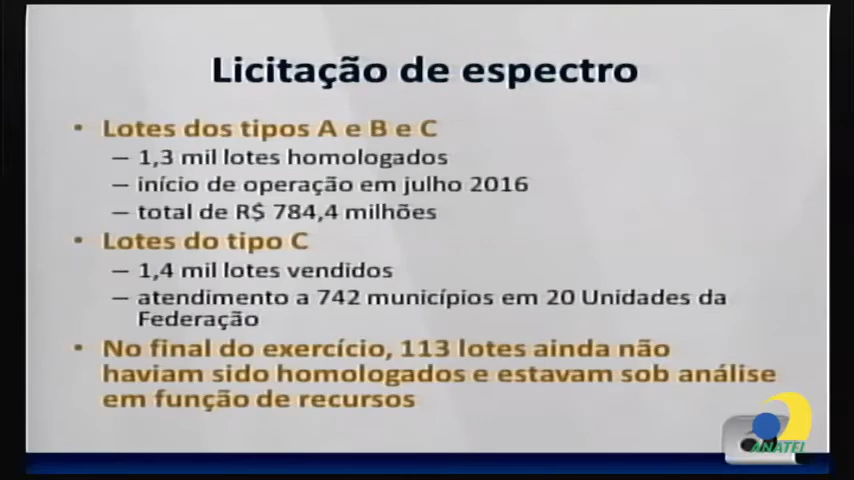 Licitação de espectro
• Lotes dos tipos A e B e C
– 1,3 mil lotes homologados
– início de operação em julho 2016
– total de R$ 784,4 milhões
• Lotes do tipo C
– 1,4 mil lotes vendidos
– atendimento a 742 municípios em 20 Unidades da
Federação
• No final do exercício, 113 lotes ainda não
haviam sido homologados e estavam sob análise
em função de recursos
ANATEL